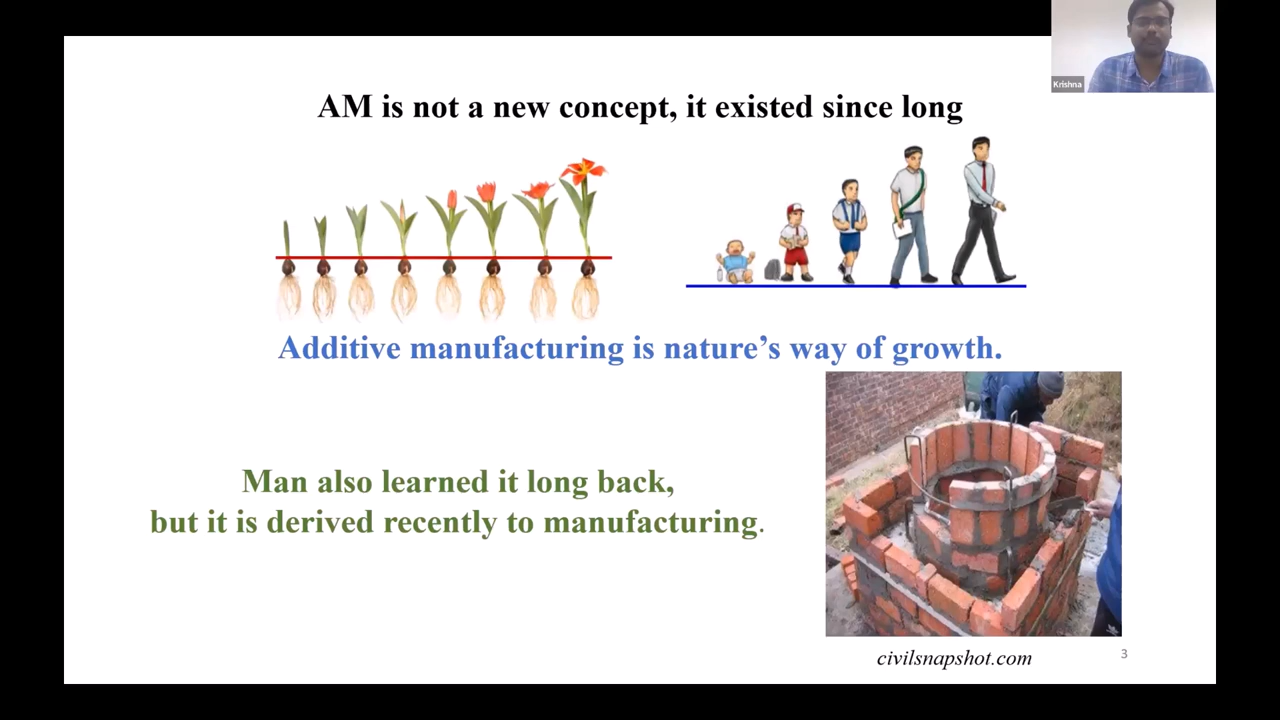 Krishna
AM is not a new concept, it existed since long
Additive manufacturing is nature's way of growth.
Man also learned it long back,
but it is derived recently to manufacturing.
civilsnapshot.com
3